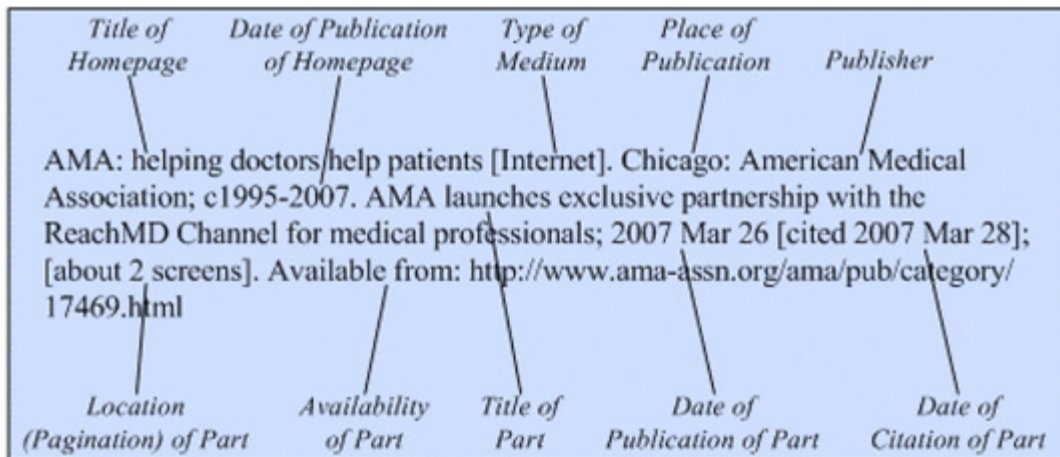 Title of Date of Publication Type of Place of
Homepage of Homepage Medium Publication Publisher
AMA: helping doctors help patients [Internet]. Chicago: American Medical
Association; c1995-2007. AMA launches exclusive partnership with the
ReachMD Channel for medical professionals; 2007 Mar 26 [cited 2007 Mar 28];
[about 2 screens]. Available from: http://www.ama-assn.org/ama/pub/category/
17469.html
Location Availability Title of Date of Date of
(Pagination) of Part of Part Part Publication of Part Citation of Part